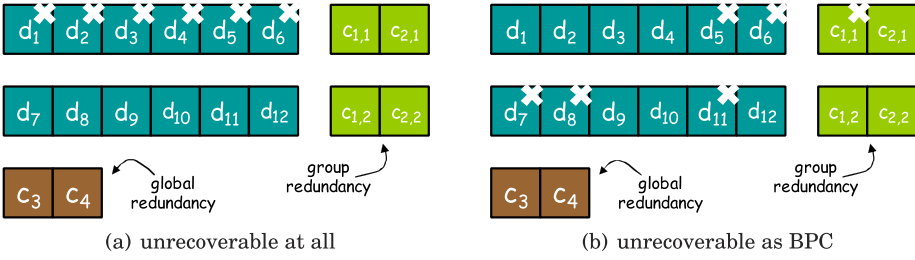 d1 d2 d3 d4 d5 d6 c1,1 c2,1
d7 d8 d9 d10 d11 d12 c1,2 c2,2
c3 c4
global
redundancy
group
redundancy
(a) unrecoverable at all
d1 d2 d3 d4 d5 d6 c1,1 c2,1
d7 d8 d9 d10 d11 d12 c1,2 c2,2
c3 c4
global
redundancy
group
redundancy
(b) unrecoverable as BPC